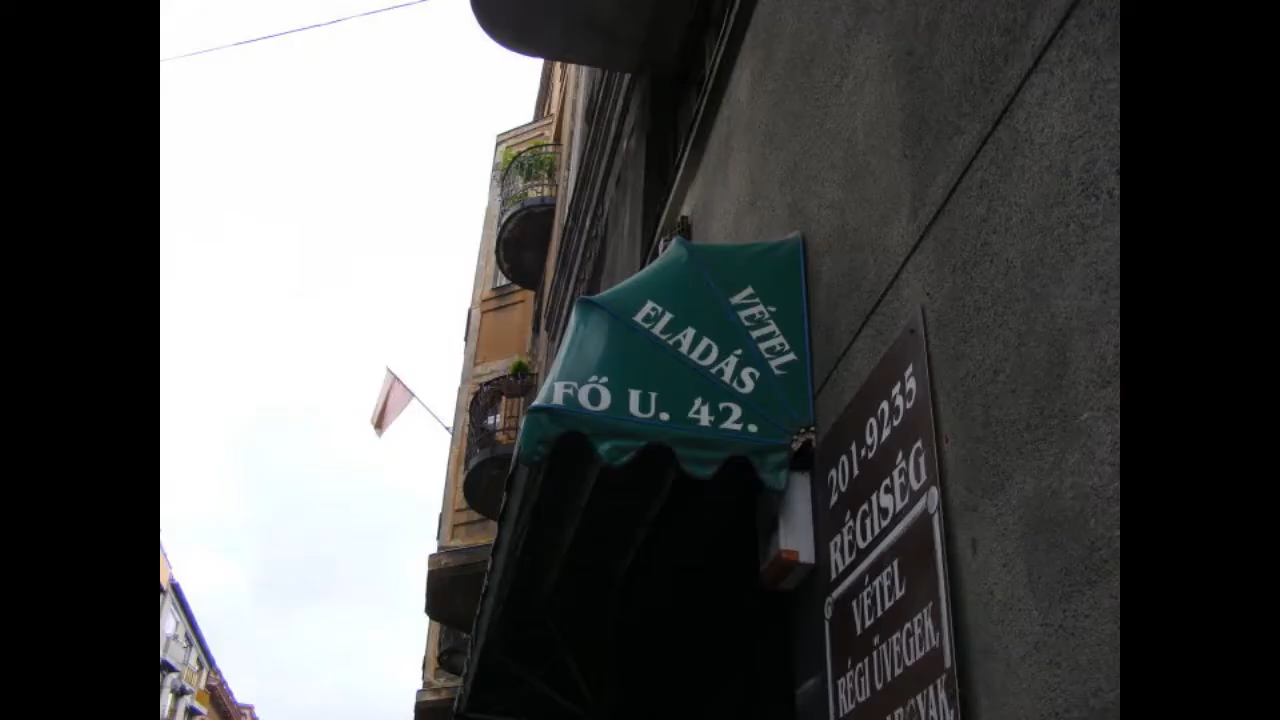 VÉTEL
ELADÁS
FŐ U. 42.
201-9235
RÉGISÉG
VÉTEL
RÉGI ÜVEGEK,